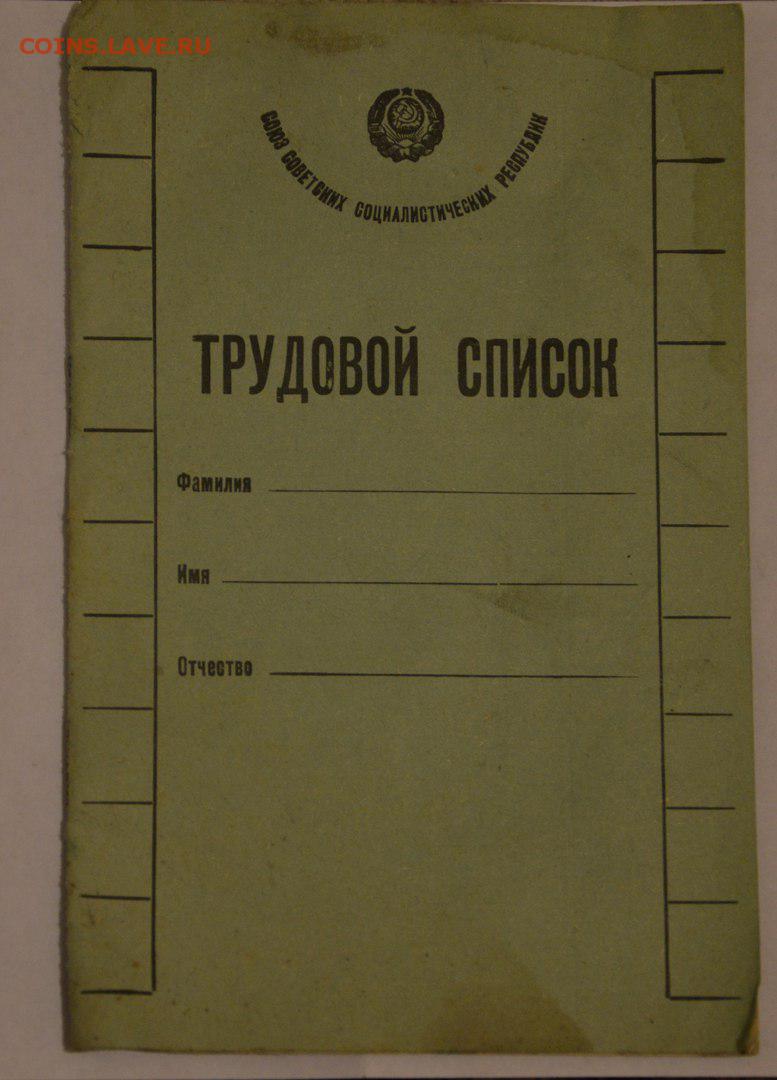 COINS.LAVE.RU
СОЮЗ СОВЕТСКИХ СОЦИАЛИСТИЧЕСКИХ РЕСПУБЛИК
ТРУДОВОЙ СПИСОК
Фамилия
Имя
Отчество